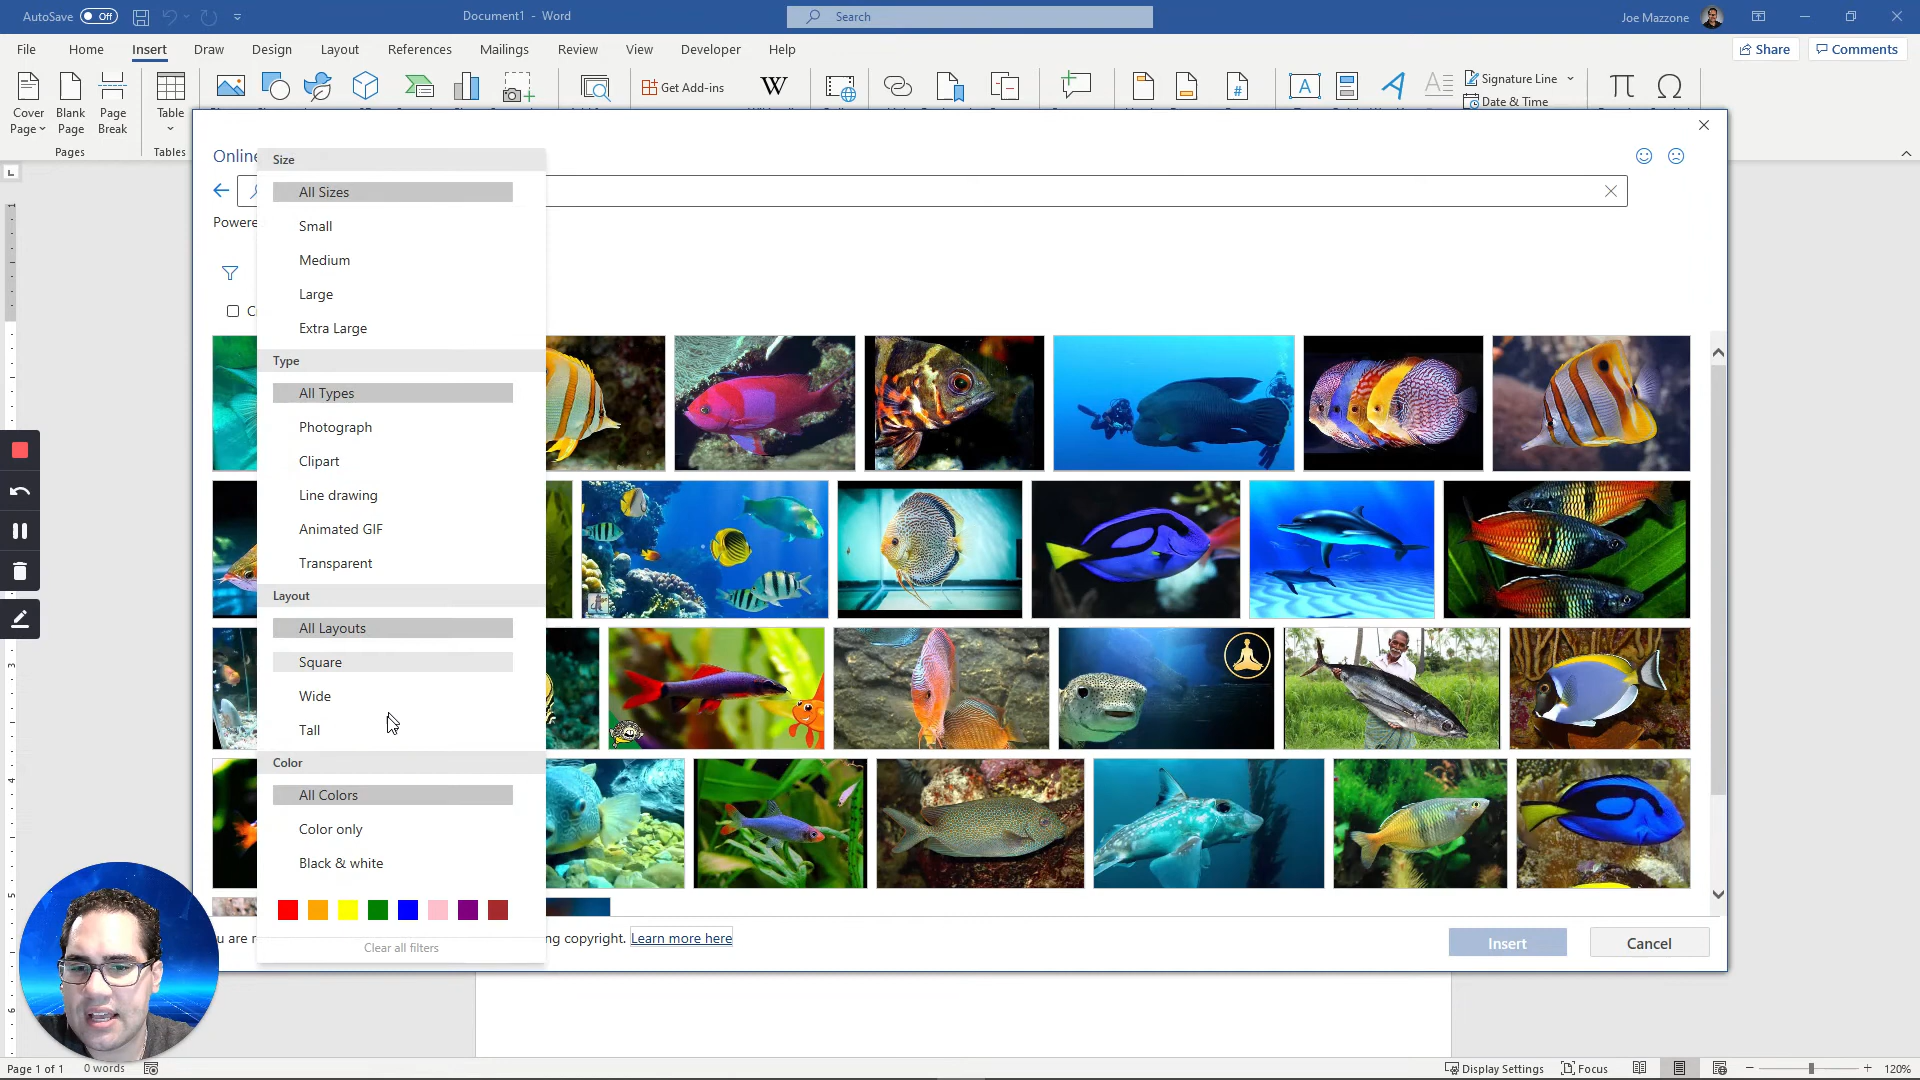 AutoSave Off Document1 - Word Search Joe Mazzone
File Home Insert Draw Design Layout References Mailings Review View Developer Help Share Comments
Cover Page Blank Page Page Break Table Get Add-ins W Signature Line
Date & Time
Pages Tables
Online
Powere
Size
All Sizes
Small
Medium
Large
Extra Large
Type
All Types
Photograph
Clipart
Line drawing
Animated GIF
Transparent
Layout
All Layouts
Square
Wide
Tall
Color
All Colors
Color only
Black & white
Clear all filters
u are r ng copyright. Learn more here
Insert Cancel
Page 1 of 1 0 words Display Settings Focus 120%